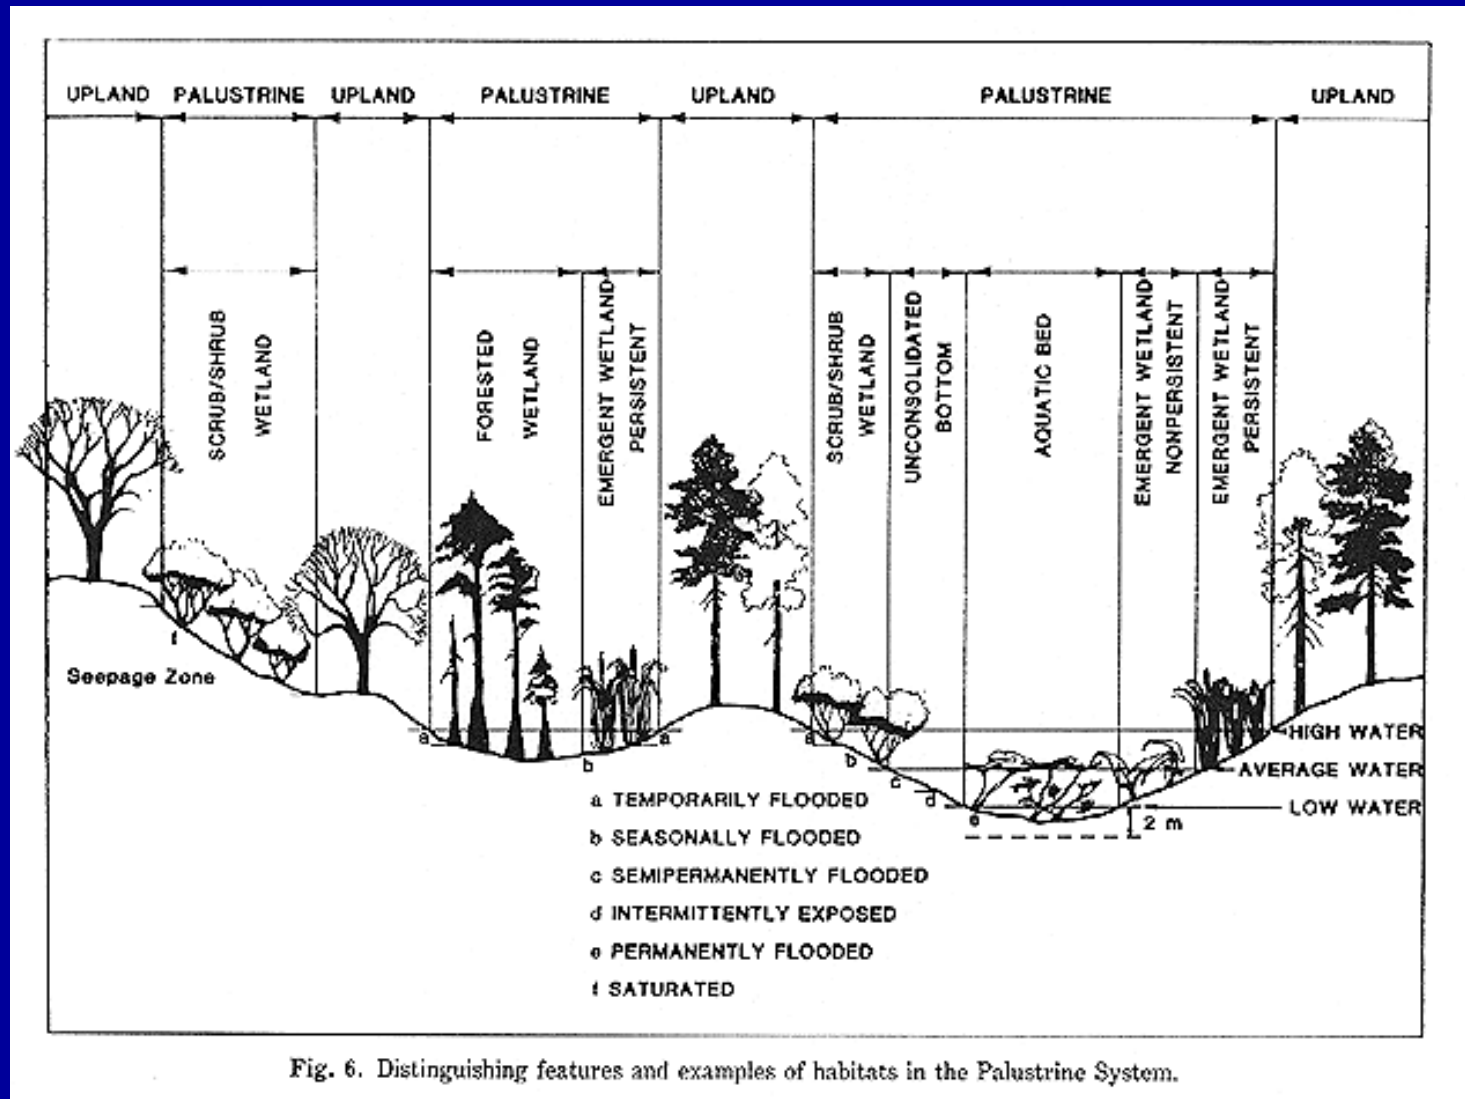 UPLAND PALUSTRINE UPLAND PALUSTRINE UPLAND PALUSTRINE UPLAND
SCRUB/SHRUB
WETLAND
FORESTED
WETLAND
EMERGENT WETLAND
PERSISTENT
SCRUB/SHRUB
WETLAND
UNCONSOLIDATED
BOTTOM
AQUATIC BED
EMERGENT WETLAND
NONPERSISTENT
EMERGENT WETLAND
PERSISTENT
f
Seepage Zone
a
a
b
a
b
c
d
e
HIGH WATER
AVERAGE WATER
LOW WATER
2 m
a TEMPORARILY FLOODED
b SEASONALLY FLOODED
c SEMIPERMANENTLY FLOODED
d INTERMITTENTLY EXPOSED
e PERMANENTLY FLOODED
f SATURATED
Fig. 6. Distinguishing features and examples of habitats in the Palustrine System.